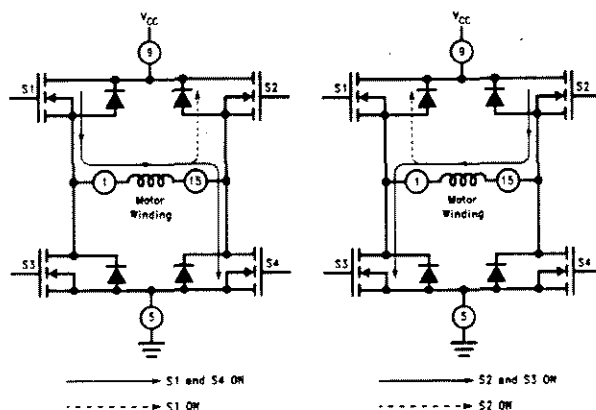 VCC
9
S1
S2
1
15
Motor
Winding
S3
S4
5
S1 and S4 ON
S1 ON
VCC
9
S1
S2
1
15
Motor
Winding
S3
S4
5
S2 and S3 ON
S2 ON